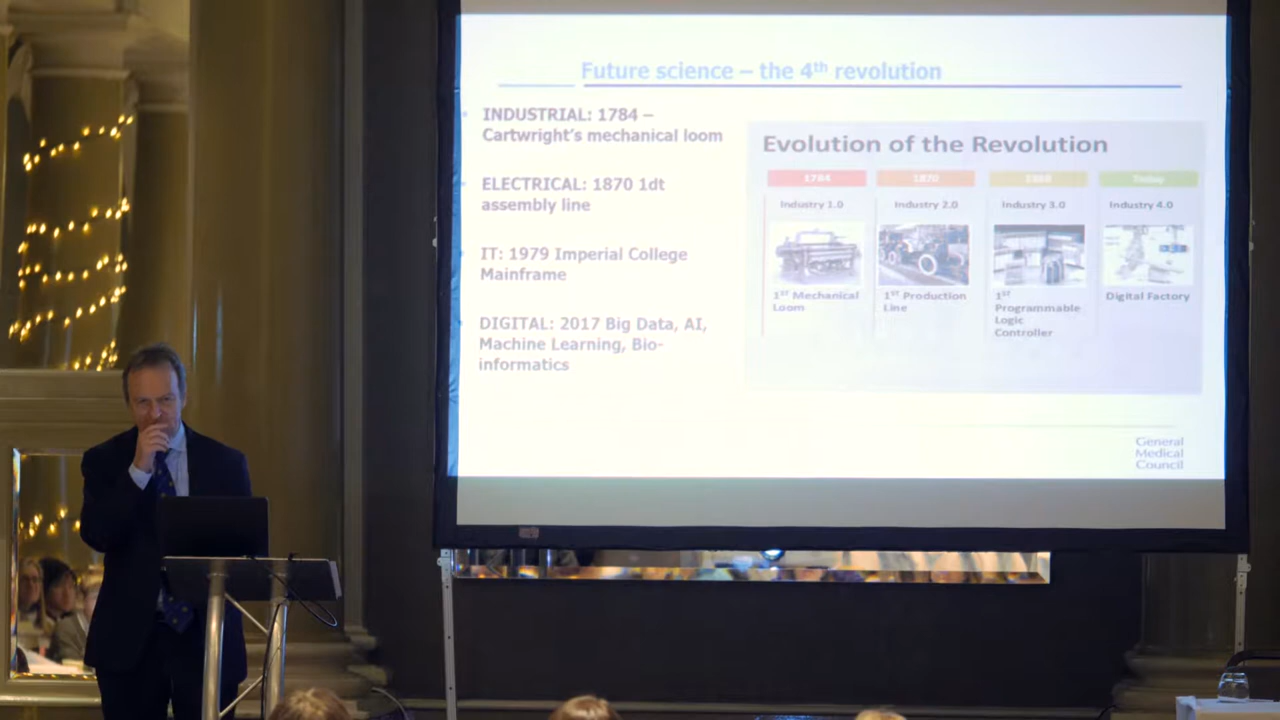 Future science – the 4th revolution
INDUSTRIAL: 1784 –
Cartwright's mechanical loom
ELECTRICAL: 1870 1dt
assembly line
IT: 1979 Imperial College
Mainframe
DIGITAL: 2017 Big Data, AI,
Machine Learning, Bio-
informatics
Evolution of the Revolution
1784
1870
Today
Industry 1.0
Industry 2.0
Industry 3.0
Industry 4.0
1ST Mechanical
Loom
1ST Production
Line
1ST
Programmable
Logic
Controller
Digital Factory
General
Medical
Council